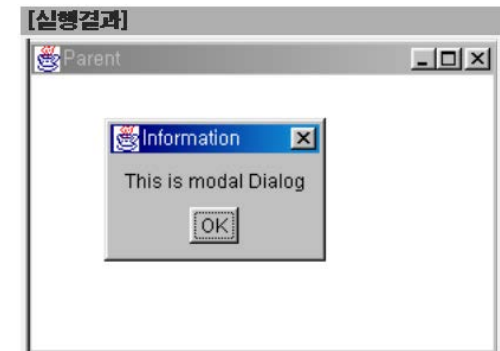 [실행결과]
Parent
Information
This is modal Dialog
OK